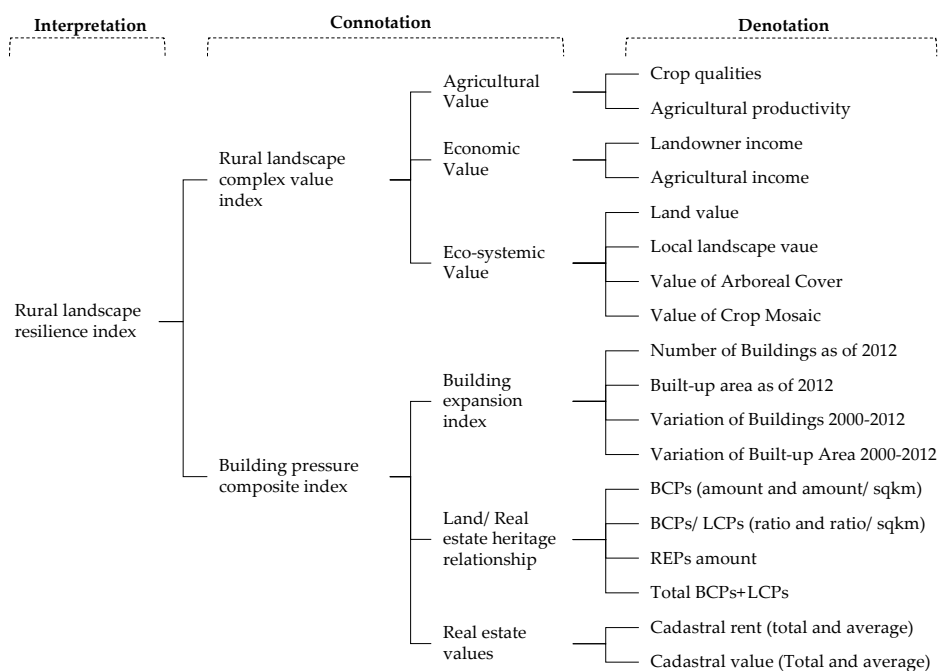 Interpretation
Connotation
Denotation
Rural landscape
resilience index
Rural landscape
complex value
index
Building pressure
composite index
Agricultural
Value
Economic
Value
Eco-systemic
Value
Building
expansion
index
Land/ Real
estate heritage
relationship
Real estate
values
Crop qualities
Agricultural productivity
Landowner income
Agricultural income
Land value
Local landscape vaue
Value of Arboreal Cover
Value of Crop Mosaic
Number of Buildings as of 2012
Built-up area as of 2012
Variation of Buildings 2000-2012
Variation of Built-up Area 2000-2012
BCPs (amount and amount/ sqkm)
BCPs/ LCPs (ratio and ratio/ sqkm)
REPs amount
Total BCPs+LCPs
Cadastral rent (total and average)
Cadastral value (Total and average)